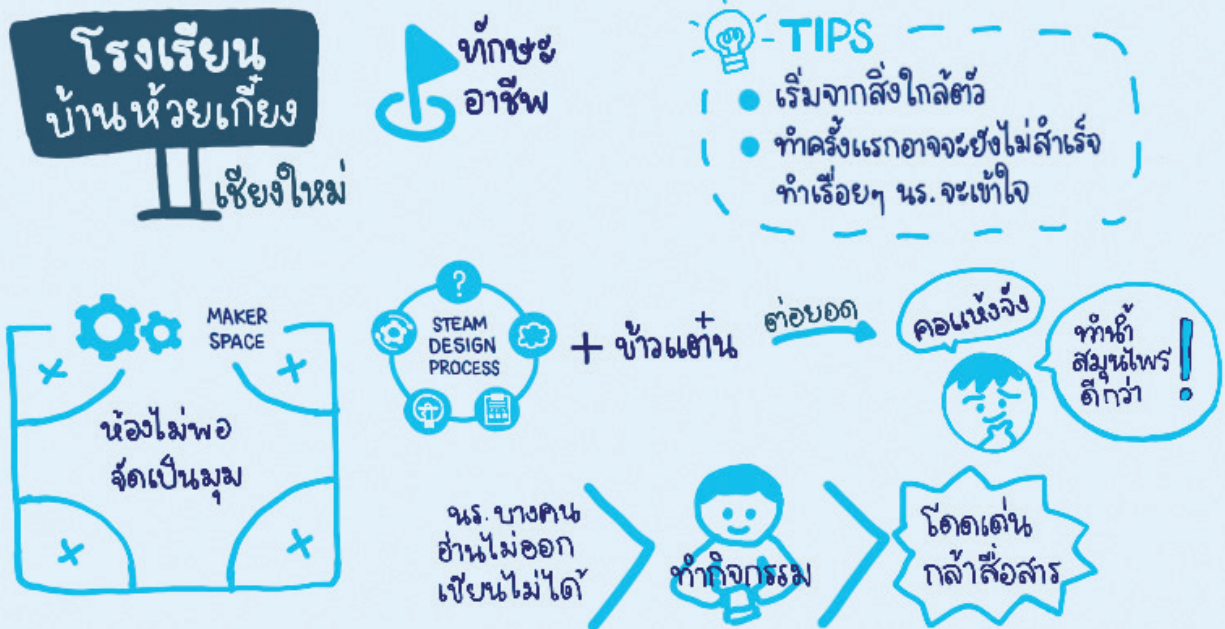 โรงเรียน
บ้านห้วยเกี๋ยง
เชียงใหม่
ทักษะ
อาชีพ
TIPS
เริ่มจากสิ่งใกล้ตัว
ทำครั้งแรกอาจจะยังไม่สำเร็จ
ทำเรื่อยๆ นร. จะเข้าใจ
MAKER
SPACE
ห้องไม่พอ
จัดเป็นมุม
?
STEAM
DESIGN
PROCESS
+ ข้าวแต๋น
ต่อยอด
คอแห้งจัง
ทำน้ำ
สมุนไพร
ดีกว่า !
นร. บางคน
อ่านไม่ออก
เขียนไม่ได้
ทำกิจกรรม
โดดเด่น
กล้าสื่อสาร